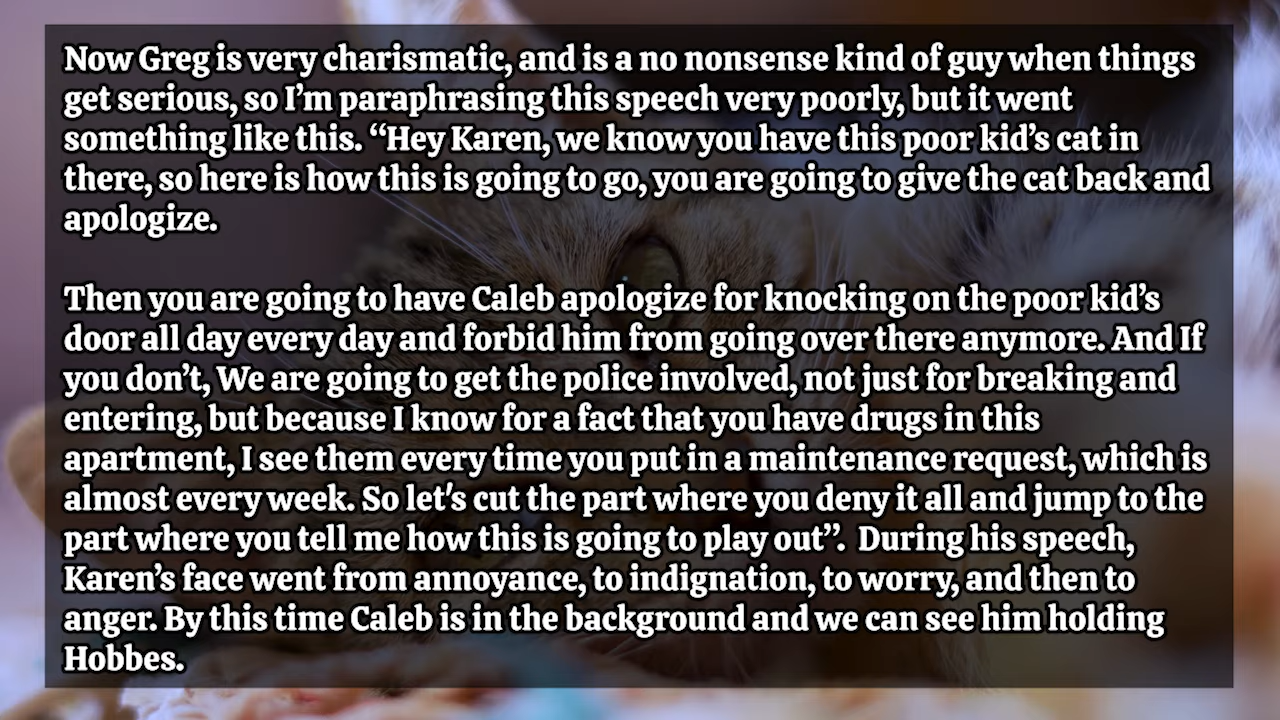 Now Greg is very charismatic, and is a no nonsense kind of guy when things
get serious, so I’m paraphrasing this speech very poorly, but it went
something like this. “Hey Karen, we know you have this poor kid’s cat in
there, so here is how this is going to go, you are going to give the cat back and
apologize.
Then you are going to have Caleb apologize for knocking on the poor kid’s
door all day every day and forbid him from going over there anymore. And If
you don’t, We are going to get the police involved, not just for breaking and
entering, but because I know for a fact that you have drugs in this
apartment, I see them every time you put in a maintenance request, which is
almost every week. So let's cut the part where you deny it all and jump to the
part where you tell me how this is going to play out”.  During his speech,
Karen’s face went from annoyance, to indignation, to worry, and then to
anger. By this time Caleb is in the background and we can see him holding
Hobbes.